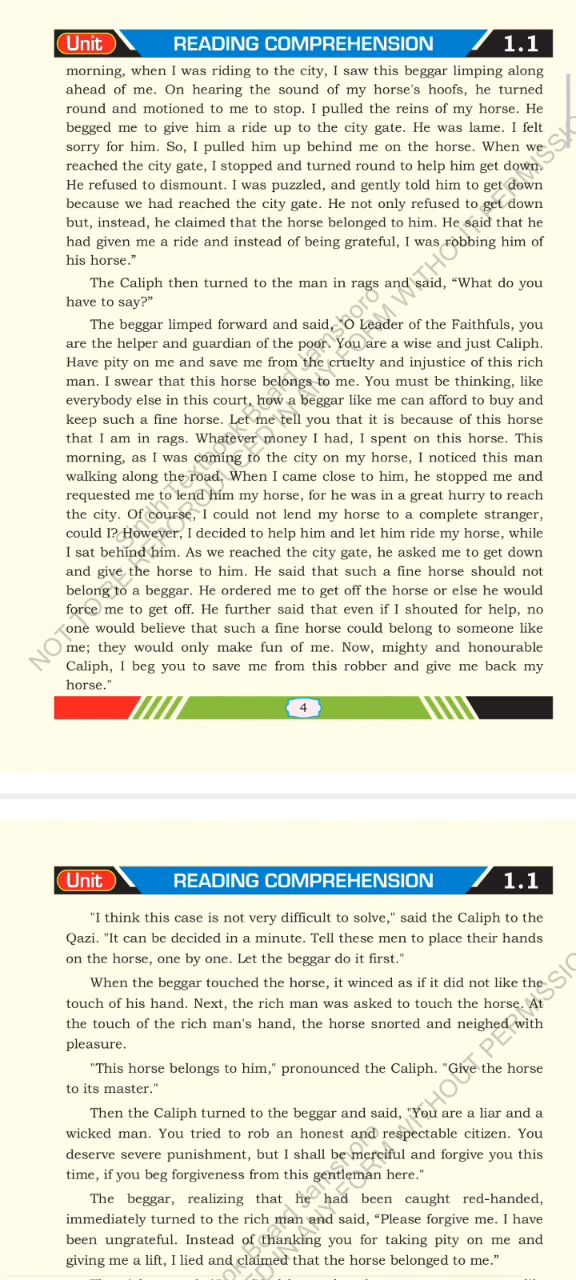 Unit READING COMPREHENSION 1.1
morning, when I was riding to the city, I saw this beggar limping along
ahead of me. On hearing the sound of my horse's hoofs, he turned
round and motioned to me to stop. I pulled the reins of my horse. He
begged me to give him a ride up to the city gate. He was lame. I felt
sorry for him. So, I pulled him up behind me on the horse. When we
reached the city gate, I stopped and turned round to help him get down.
He refused to dismount. I was puzzled, and gently told him to get down
because we had reached the city gate. He not only refused to get down
but, instead, he claimed that the horse belonged to him. He said that he
had given me a ride and instead of being grateful, I was robbing him of
his horse.”
The Caliph then turned to the man in rags and said, “What do you
have to say?”
The beggar limped forward and said, "O Leader of the Faithfuls, you
are the helper and guardian of the poor. You are a wise and just Caliph.
Have pity on me and save me from the cruelty and injustice of this rich
man. I swear that this horse belongs to me. You must be thinking, like
everybody else in this court, how a beggar like me can afford to buy and
keep such a fine horse. Let me tell you that it is because of this horse
that I am in rags. Whatever money I had, I spent on this horse. This
morning, as I was coming to the city on my horse, I noticed this man
walking along the road. When I came close to him, he stopped me and
requested me to lend him my horse, for he was in a great hurry to reach
the city. Of course, I could not lend my horse to a complete stranger,
could I? However, I decided to help him and let him ride my horse, while
I sat behind him. As we reached the city gate, he asked me to get down
and give the horse to him. He said that such a fine horse should not
belong to a beggar. He ordered me to get off the horse or else he would
force me to get off. He further said that even if I shouted for help, no
one would believe that such a fine horse could belong to someone like
me; they would only make fun of me. Now, mighty and honourable
Caliph, I beg you to save me from this robber and give me back my
horse."
4
Unit READING COMPREHENSION 1.1
"I think this case is not very difficult to solve," said the Caliph to the
Qazi. "It can be decided in a minute. Tell these men to place their hands
on the horse, one by one. Let the beggar do it first."
When the beggar touched the horse, it winced as if it did not like the
touch of his hand. Next, the rich man was asked to touch the horse. At
the touch of the rich man's hand, the horse snorted and neighed with
pleasure.
"This horse belongs to him," pronounced the Caliph. "Give the horse
to its master."
Then the Caliph turned to the beggar and said, "You are a liar and a
wicked man. You tried to rob an honest and respectable citizen. You
deserve severe punishment, but I shall be merciful and forgive you this
time, if you beg forgiveness from this gentleman here."
The beggar, realizing that he had been caught red-handed,
immediately turned to the rich man and said, “Please forgive me. I have
been ungrateful. Instead of thanking you for taking pity on me and
giving me a lift, I lied and claimed that the horse belonged to me.”